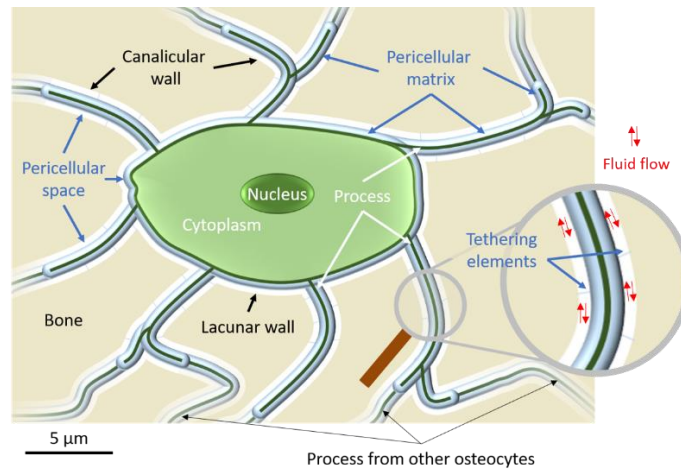 Canalicular
wall
Pericellular
matrix
Pericellular
space
Fluid flow
Nucleus
Process
Cytoplasm
Tethering
elements
Bone
Lacunar wall
5 µm
Process from other osteocytes